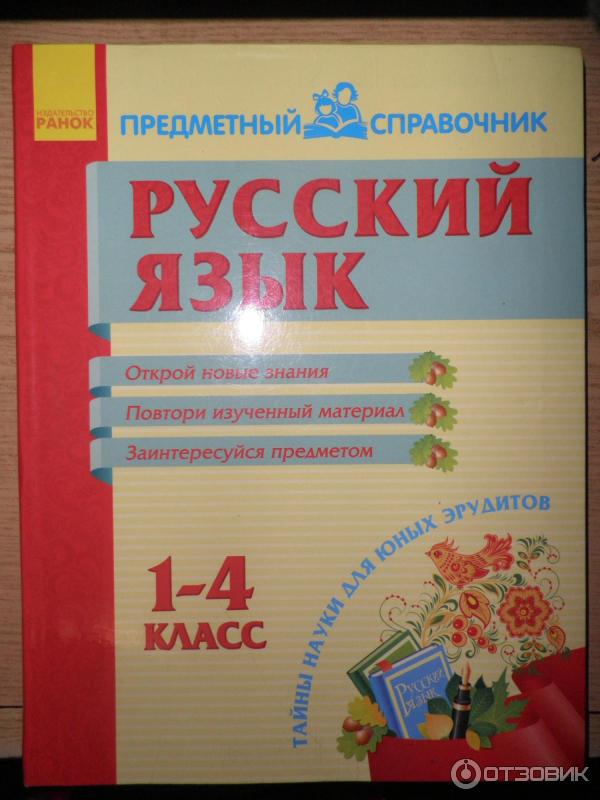 ИЗДАТЕЛЬСТВО
РАНОК
ПРЕДМЕТНЫЙ СПРАВОЧНИК
РУССКИЙ
ЯЗЫК
Открой новые знания
Повтори изученный материал
Заинтересуйся предметом
1-4
КЛАСС
ТАЙНЫ НАУКИ ДЛЯ ЮНЫХ ЭРУДИТОВ
Русский
язык
ОТЗОВИК